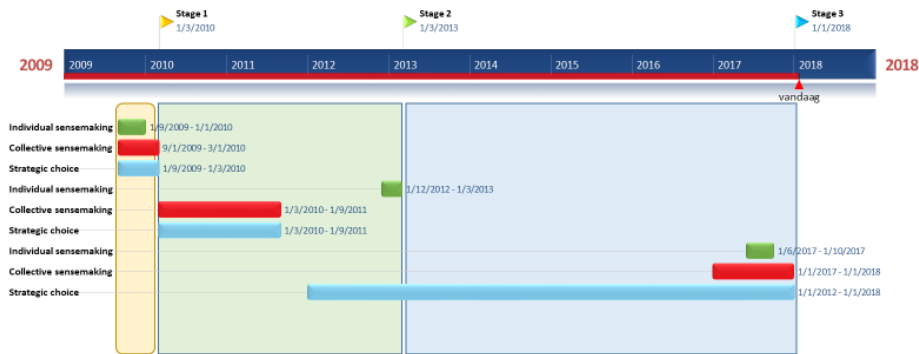 Stage 1
1/3/2010
Stage 2
1/3/2013
Stage 3
1/1/2018
2009
2009
2010
2011
2012
2013
2014
2015
2016
2017
2018
2018
vandaag
Individual sensemaking
1/9/2009 - 1/1/2010
Collective sensemaking
9/1/2009 - 3/1/2010
Strategic choice
1/9/2009 - 1/3/2010
Individual sensemaking
1/12/2012 - 1/3/2013
Collective sensemaking
1/3/2010 - 1/9/2011
Strategic choice
1/3/2010 - 1/9/2011
Individual sensemaking
1/6/2017 - 1/10/2017
Collective sensemaking
1/1/2017 - 1/1/2018
Strategic choice
1/1/2012 - 1/1/2018